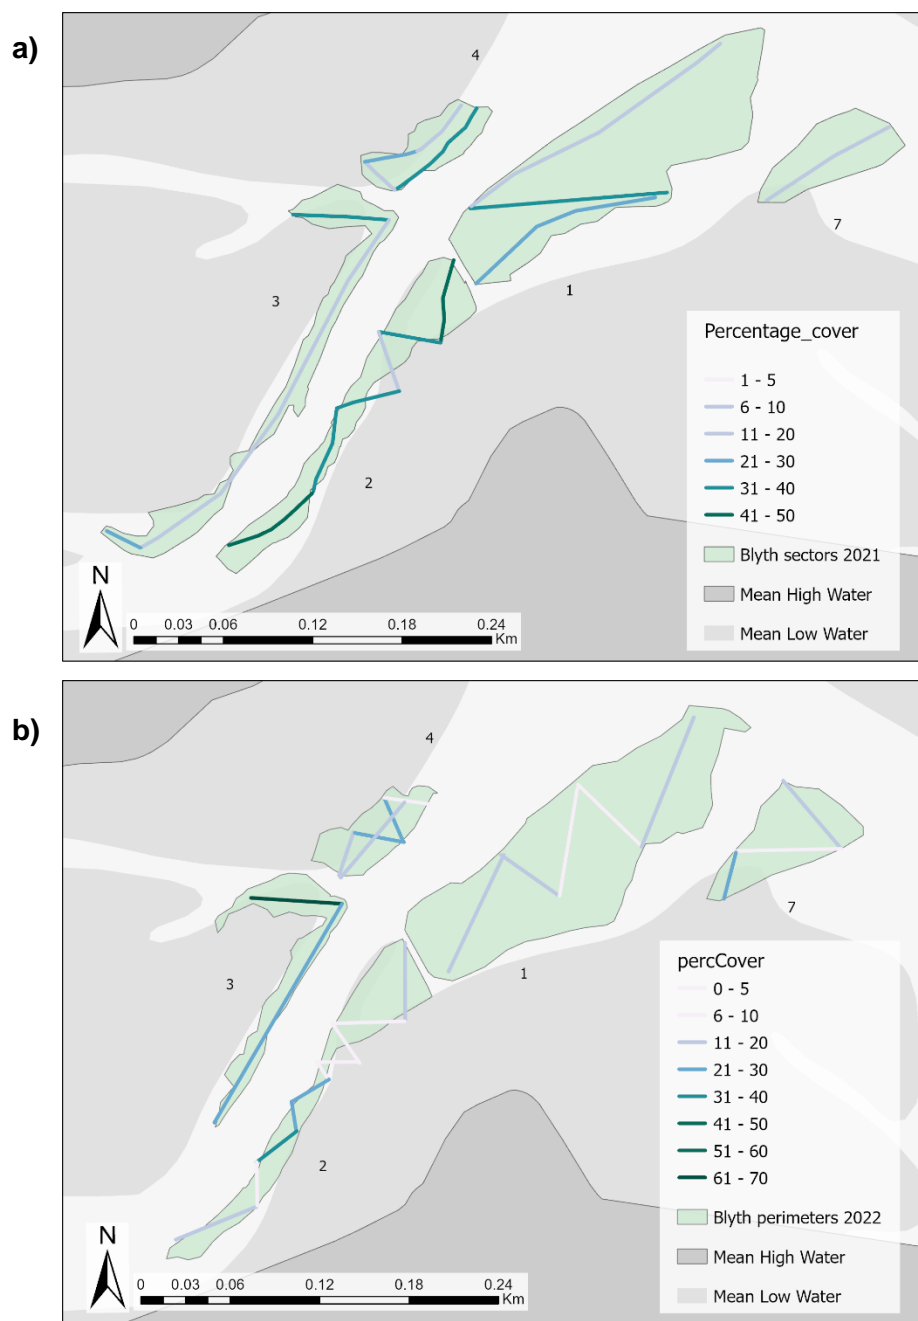 a)
4
7
3
1
2
Percentage_cover
1 - 5
6 - 10
11 - 20
21 - 30
31 - 40
41 - 50
Blyth sectors 2021
Mean High Water
Mean Low Water
N
0 0.03 0.06 0.12 0.18 0.24
Km
b)
4
7
3
1
2
percCover
0 - 5
6 - 10
11 - 20
21 - 30
31 - 40
41 - 50
51 - 60
61 - 70
Blyth perimeters 2022
Mean High Water
Mean Low Water
N
0 0.03 0.06 0.12 0.18 0.24
Km